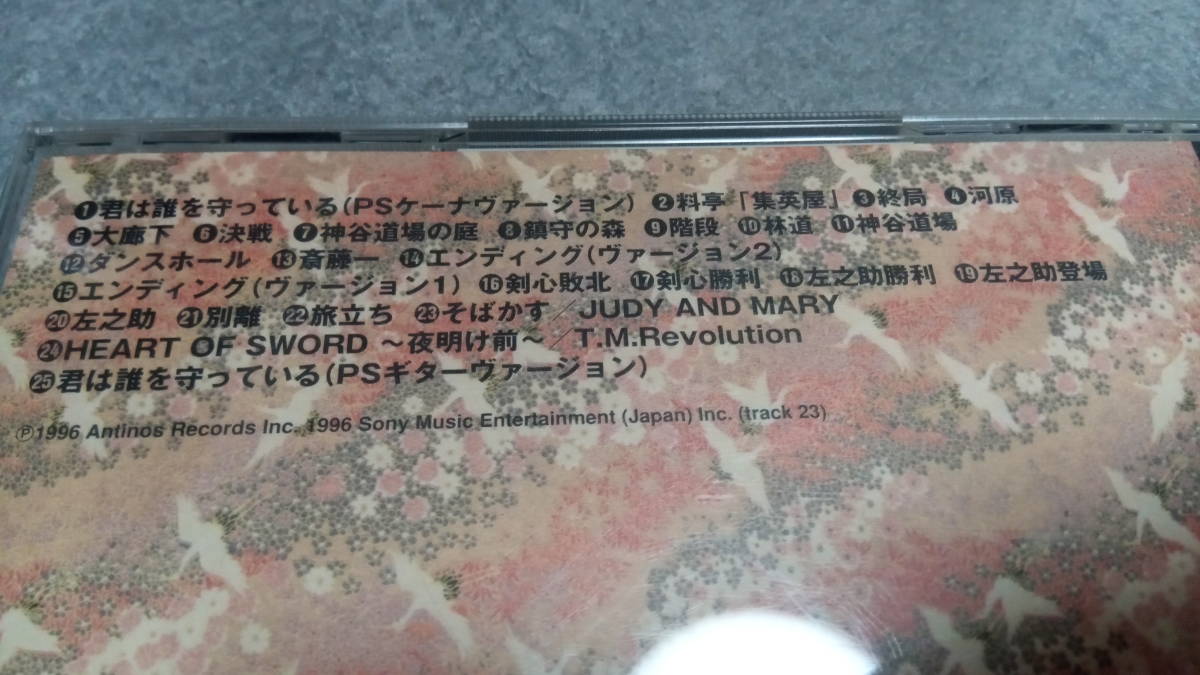 ❶君は誰を守っている(PSケーナヴァージョン) ❷料亭「集英屋」 ❸終局 ❹河原
❺大廊下 ❻決戦 ❼神谷道場の庭 ❽鎮守の森 ❾階段 ❿林道 ⓫神谷道場
⓬ダンスホール ⓭斎藤一 ⓮エンディング(ヴァージョン2)
⓯エンディング(ヴァージョン1) ⓰剣心敗北 ⓱剣心勝利 ⓲左之助勝利 ⓳左之助登場
⓴左之助 ㉑別離 ㉒旅立ち ㉓そばかす/JUDY AND MARY
㉔HEART OF SWORD ~夜明け前~/T.M.Revolution
㉕君は誰を守っている(PSギターヴァージョン)
℗1996 Antinos Records Inc. 1996 Sony Music Entertainment (Japan) Inc. (track 23)